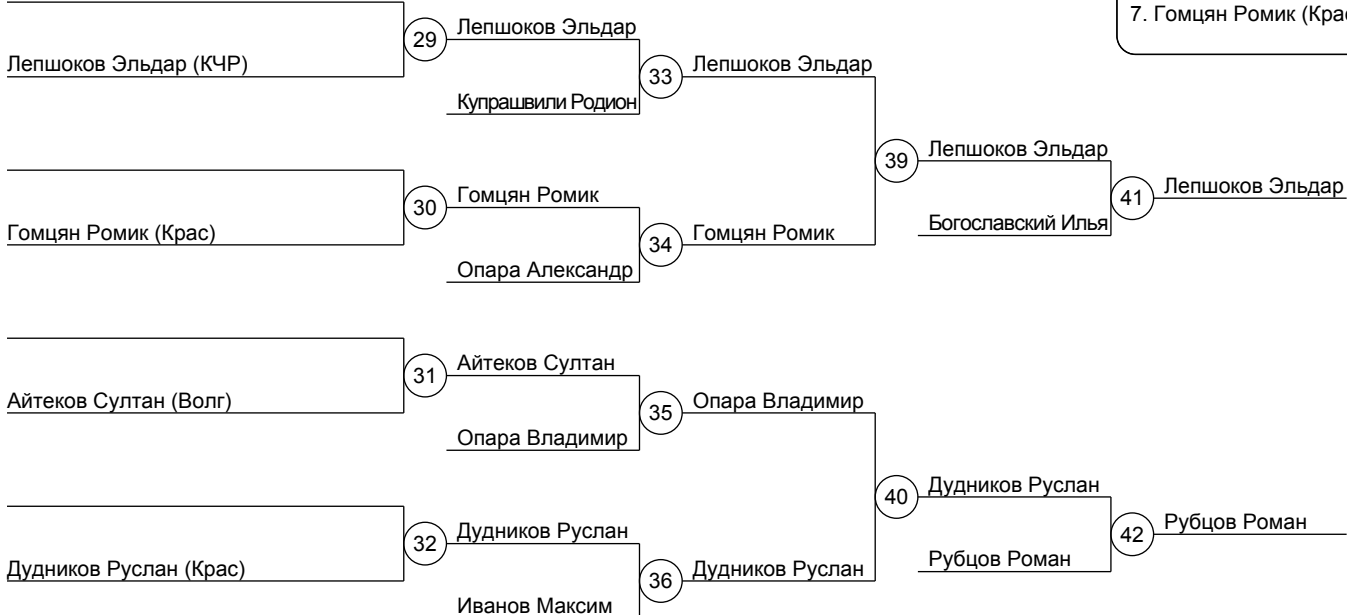 7. Гомцян Ромик (Крас
29
Лепшоков Эльдар
Лепшоков Эльдар (КЧР)
33
Лепшоков Эльдар
Купрашвили Родион
39
Лепшоков Эльдар
30
Гомцян Ромик
41
Лепшоков Эльдар
Гомцян Ромик (Крас)
34
Гомцян Ромик
Богославский Илья
Опара Александр
31
Айтеков Султан
Айтеков Султан (Волг)
35
Опара Владимир
Опара Владимир
40
Дудников Руслан
32
Дудников Руслан
42
Рубцов Роман
Дудников Руслан (Крас)
36
Дудников Руслан
Рубцов Роман
Иванов Максим